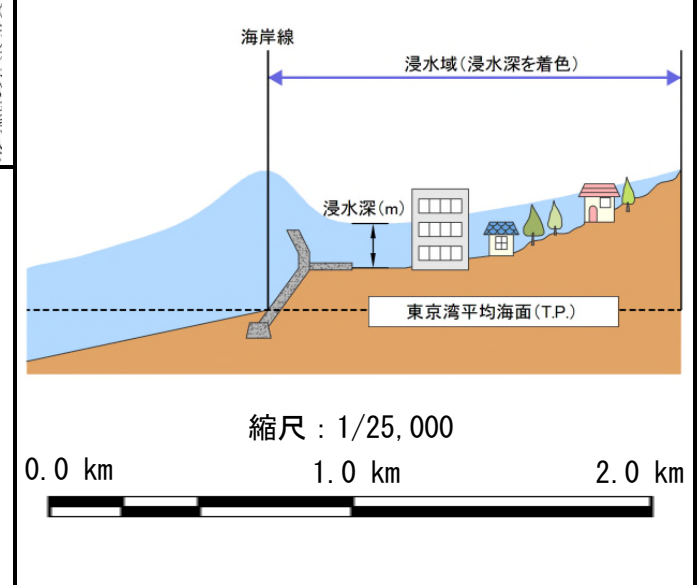 海岸線
浸水域(浸水深を着色)
浸水深(m)
東京湾平均海面(T.P.)
縮尺：1/25,000
0.0 km 1.0 km 2.0 km